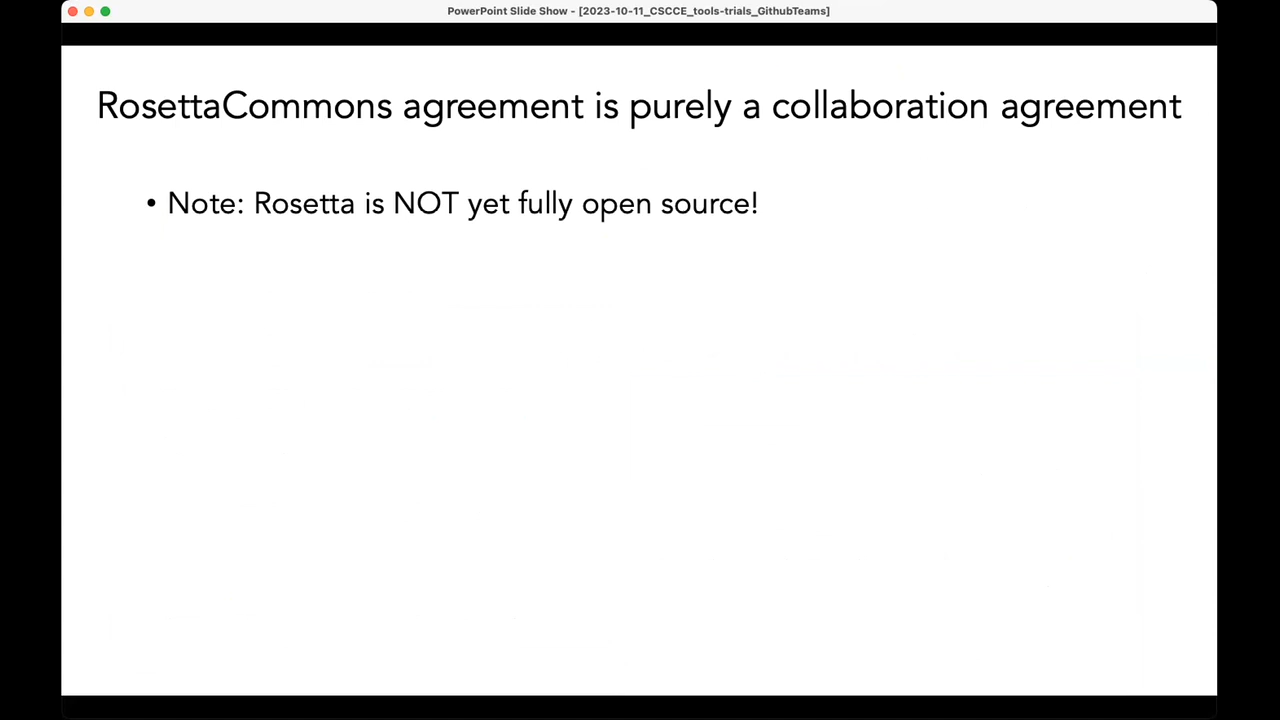 PowerPoint Slide Show - [2023-10-11_CSCCE_tools-trials_GithubTeams]
RosettaCommons agreement is purely a collaboration agreement
• Note: Rosetta is NOT yet fully open source!